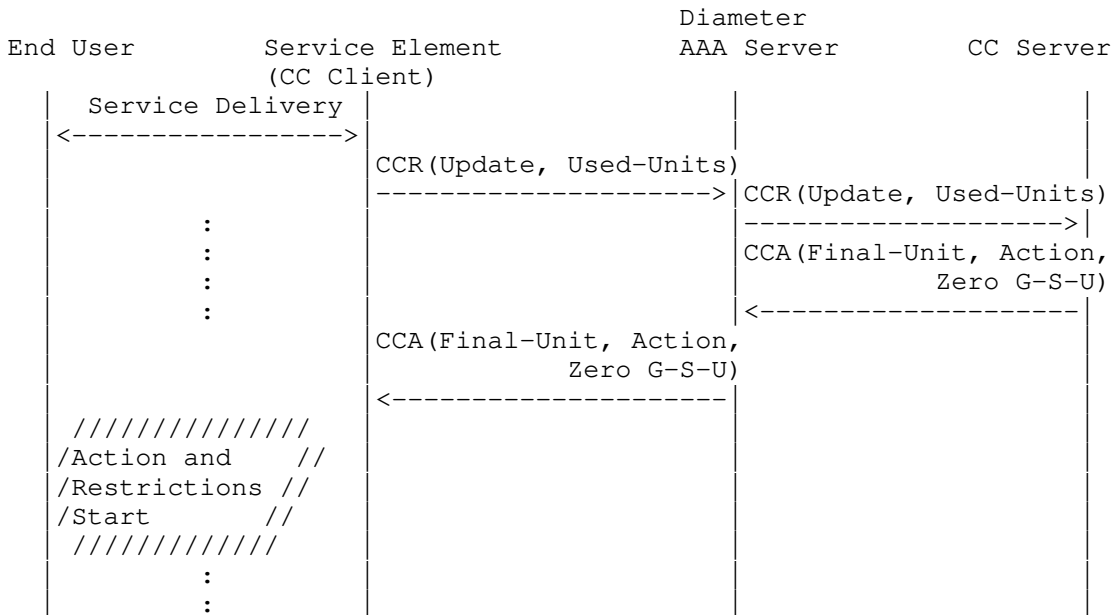 Diameter
End User Service Element AAA Server CC Server
(CC Client)
Service Delivery
CCR(Update, Used-Units)
CCR(Update, Used-Units)
CCA(Final-Unit, Action,
Zero G-S-U)
CCA(Final-Unit, Action,
Zero G-S-U)
/Action and //
/Restrictions //
/Start //